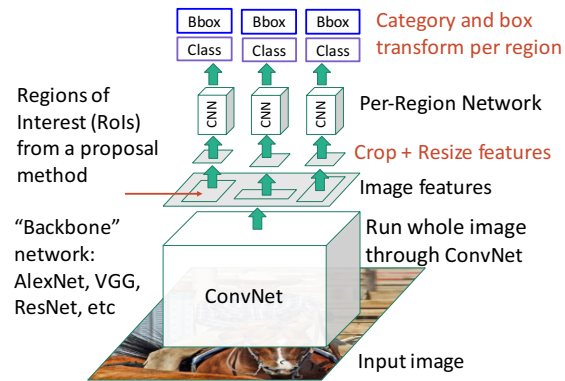 Bbox Bbox Bbox
Class Class Class
Category and box
transform per region
Regions of
Interest (RoIs)
from a proposal
method
CNN CNN CNN
Per-Region Network
Crop + Resize features
Image features
“Backbone”
network:
AlexNet, VGG,
ResNet, etc
Run whole image
through ConvNet
ConvNet
Input image